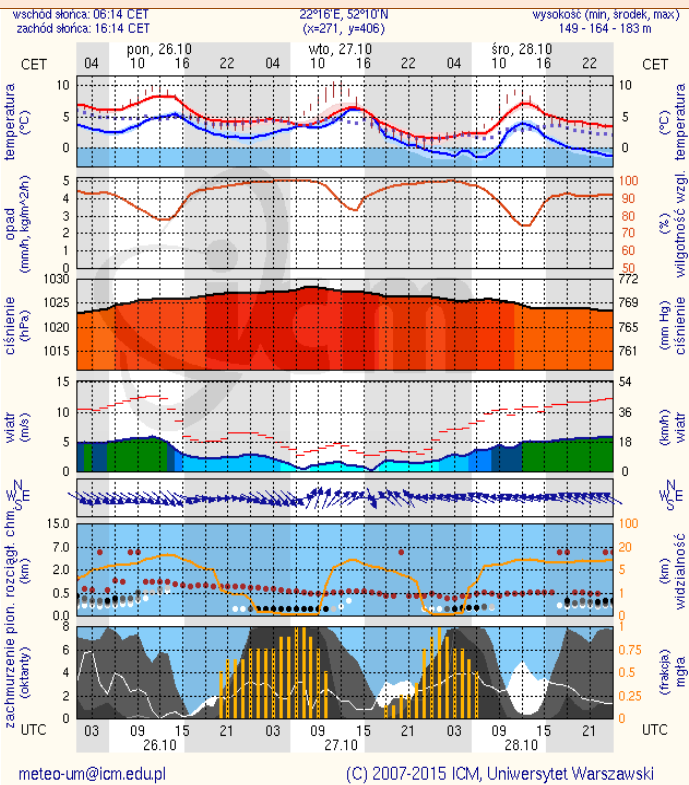 wschód słońca: 06:14 CET 22°16'E, 52°10'N wysokość (min, środek, max)
zachód słońca: 16:14 CET (x=271, y=406) 149 - 164 - 183 m
pon, 26.10 wto, 27.10 śro, 28.10
CET 04 10 16 22 04 10 16 22 04 10 16 22 CET
temperatura
(°C)
10
5
0
10
5
0
(°C)
temperatura
opad
(mm/h, kg/m^2/h)
5
4
3
2
1
0
100
90
80
70
60
50
(%)
wilgotność wzgl.
ciśnienie
(hPa)
1030
1025
1020
1015
772
769
765
761
(mm Hg)
ciśnienie
icm
wiatr
(m/s)
15
10
5
0
54
36
18
0
(km/h)
wiatr
N
W E
S
N
W E
S
pion. rozciągł. chm.
(km)
15.0
7.0
2.0
0.5
0.0
100
20
5
1
0
(km)
widzialność
zachmurzenie
(oktanty)
8
6
4
2
0
1
0.75
0.5
0.25
0
(frakcja)
mgła
UTC 03 09 15 21 03 09 15 21 03 09 15 21 UTC
26.10 27.10 28.10
meteo-um@icm.edu.pl (C) 2007-2015 ICM, Uniwersytet Warszawski